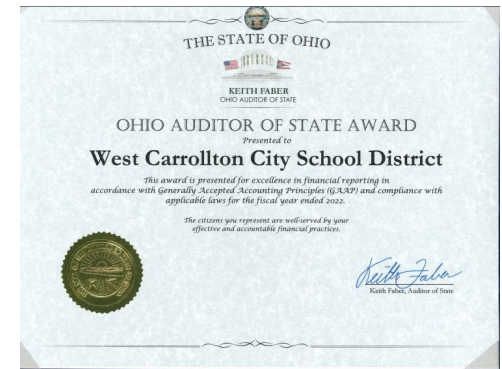 THE STATE OF OHIO
KEITH FABER
OHIO AUDITOR OF STATE
OHIO AUDITOR OF STATE AWARD
Presented to
West Carrollton City School District
This award is presented for excellence in financial reporting in
accordance with Generally Accepted Accounting Principles (GAAP) and compliance with
applicable laws for the fiscal year ended 2022.
The citizens you represent are well-served by your
effective and accountable financial practices.
Keith Faber
Keith Faber, Auditor of State